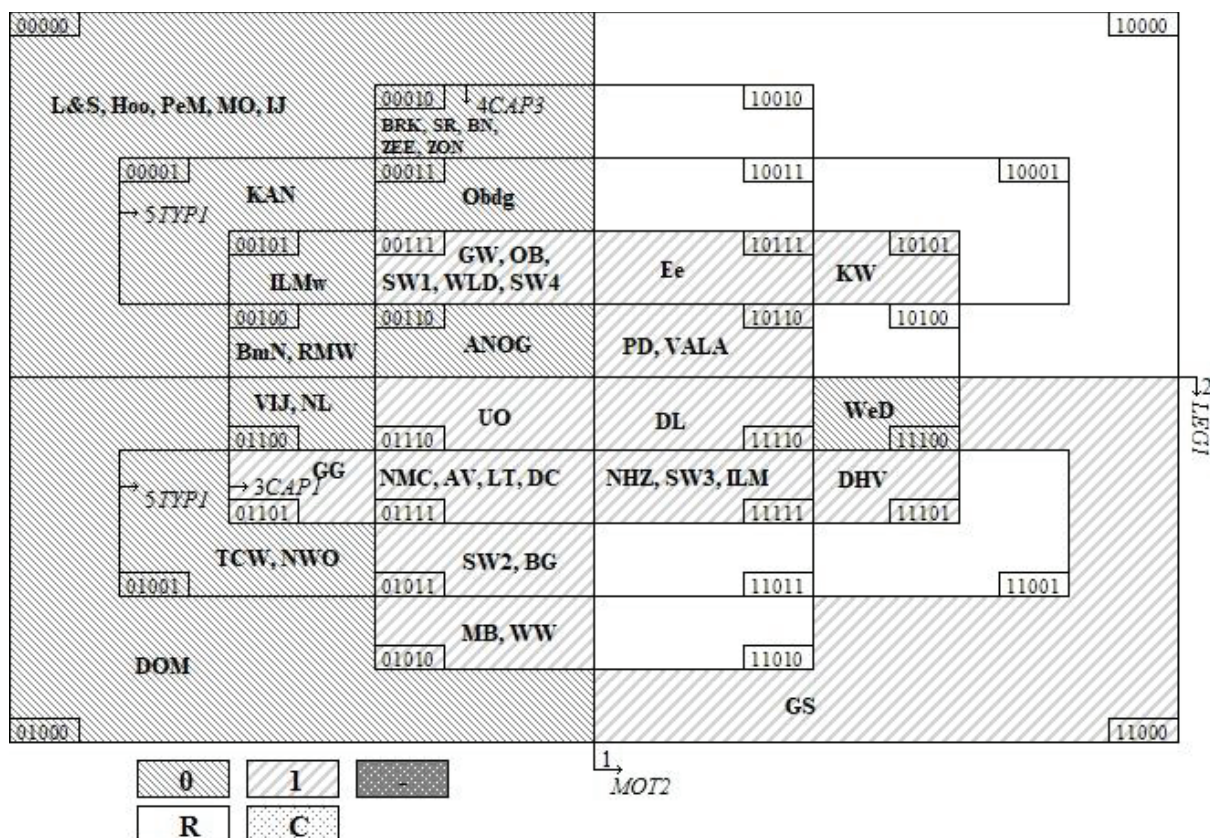 00000 10000
L&S, Hoo, PeM, MO, IJ
00010 4CAP3 10010
BRK, SR, BN,
ZEE, ZON
00001 00011 10011 10001
KAN Obdg
5TYP1
00101 00111 10111 10101
GW, OB, Ee KW
ILMw SW1, WLD, SW4
00100 00110 10110 10100
BmN, RMW ANOG PD, VALA
2
LEG1
VIJ, NL UO DL WeD
01100 01110 11110 11100
GG NMC, AV, LT, DC NHZ, SW3, ILM DHV
5TYP1 3CAP1
01101 01111 11111 11101
TCW, NWO SW2, BG
01001 01011 11011 11001
MB, WW
01010 11010
DOM
GS
01000 11000
1
MOT2
0 1 -
R C